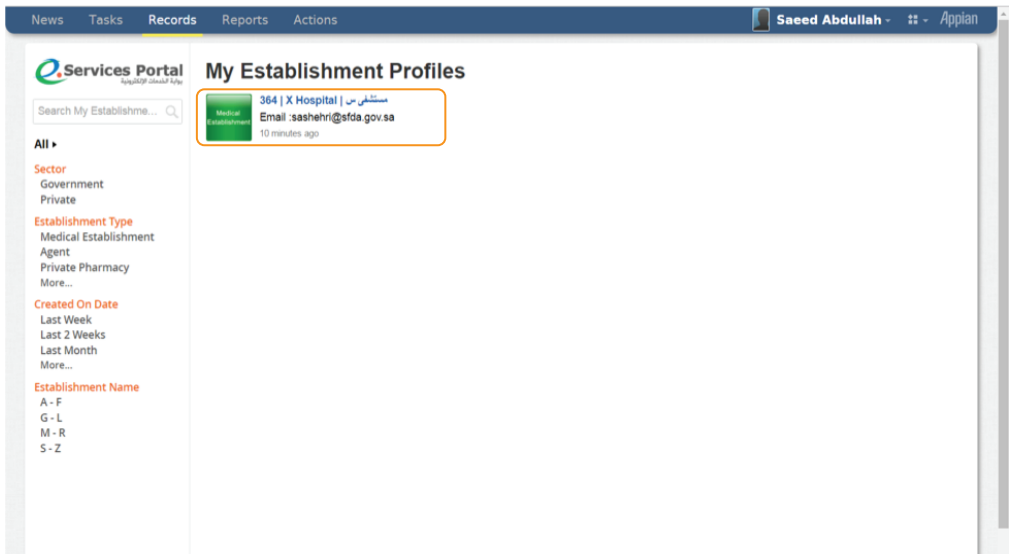 News Tasks Records Reports Actions Saeed Abdullah Appian
e.Services Portal
بوابة الخدمات الإلكترونية
Search My Establishme...
All
Sector
Government
Private
Establishment Type
Medical Establishment
Agent
Private Pharmacy
More...
Created On Date
Last Week
Last 2 Weeks
Last Month
More...
Establishment Name
A - F
G - L
M - R
S - Z
My Establishment Profiles
Medical
Establishment
364 | X Hospital | مستشفى س
Email :sashehri@sfda.gov.sa
10 minutes ago